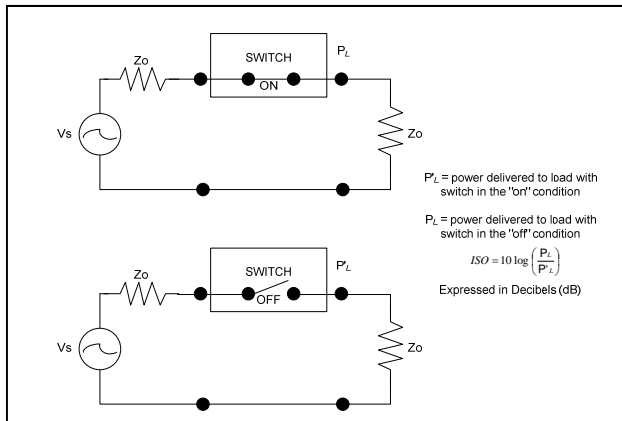 Zo
SWITCH
ON
PL
Vs
Zo
P'L = power delivered to load with
switch in the "on" condition
PL = power delivered to load with
switch in the "off" condition
ISO = 10 log (PL / P'L)
Expressed in Decibels (dB)
Zo
SWITCH
OFF
P'L
Vs
Zo